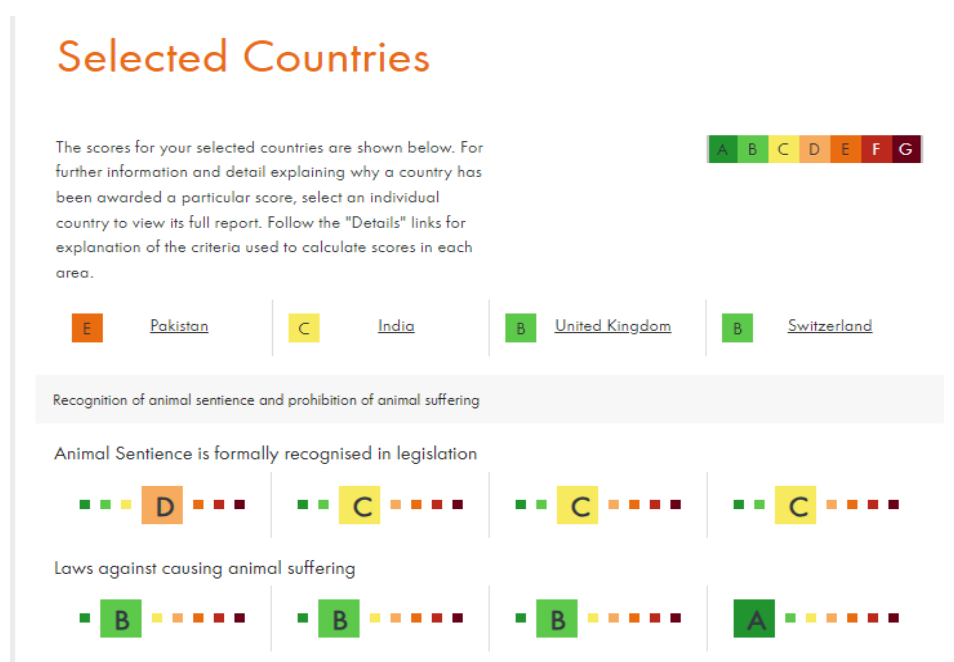 Selected Countries
The scores for your selected countries are shown below. For
further information and detail explaining why a country has
been awarded a particular score, select an individual
country to view its full report. Follow the "Details" links for
explanation of the criteria used to calculate scores in each
area.
A B C D E F G
E Pakistan C India B United Kingdom B Switzerland
Recognition of animal sentience and prohibition of animal suffering
Animal Sentience is formally recognised in legislation
D C C C
Laws against causing animal suffering
B B B A